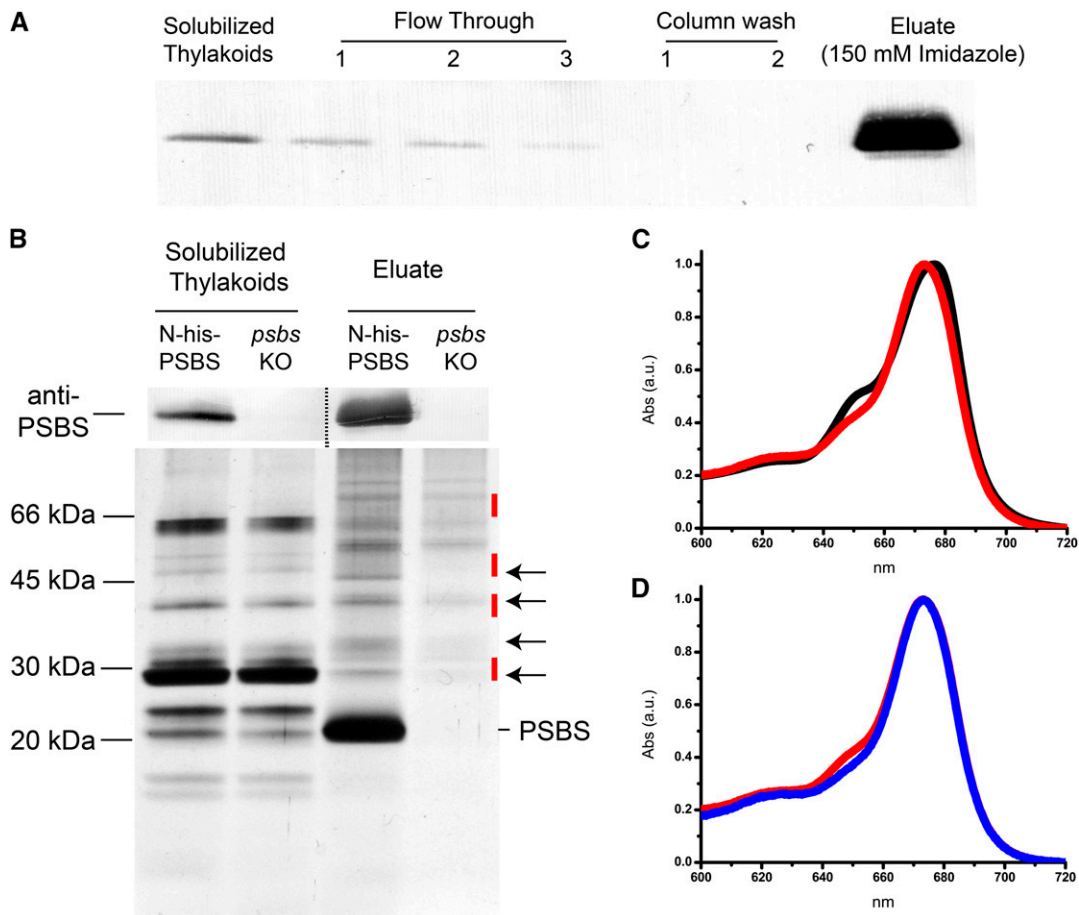 A
Solubilized
Thylakoids
Flow Through
1 2 3
Column wash
1 2
Eluate
(150 mM Imidazole)
B
Solubilized
Thylakoids
Eluate
N-his-
PSBS
psbs
KO
N-his-
PSBS
psbs
KO
anti-
PSBS
66 kDa
45 kDa
30 kDa
20 kDa
PSBS
C
Abs (a.u.)
1.0
0.8
0.6
0.4
0.2
0.0
600 620 640 660 680 700 720
nm
D
Abs (a.u.)
1.0
0.8
0.6
0.4
0.2
0.0
600 620 640 660 680 700 720
nm